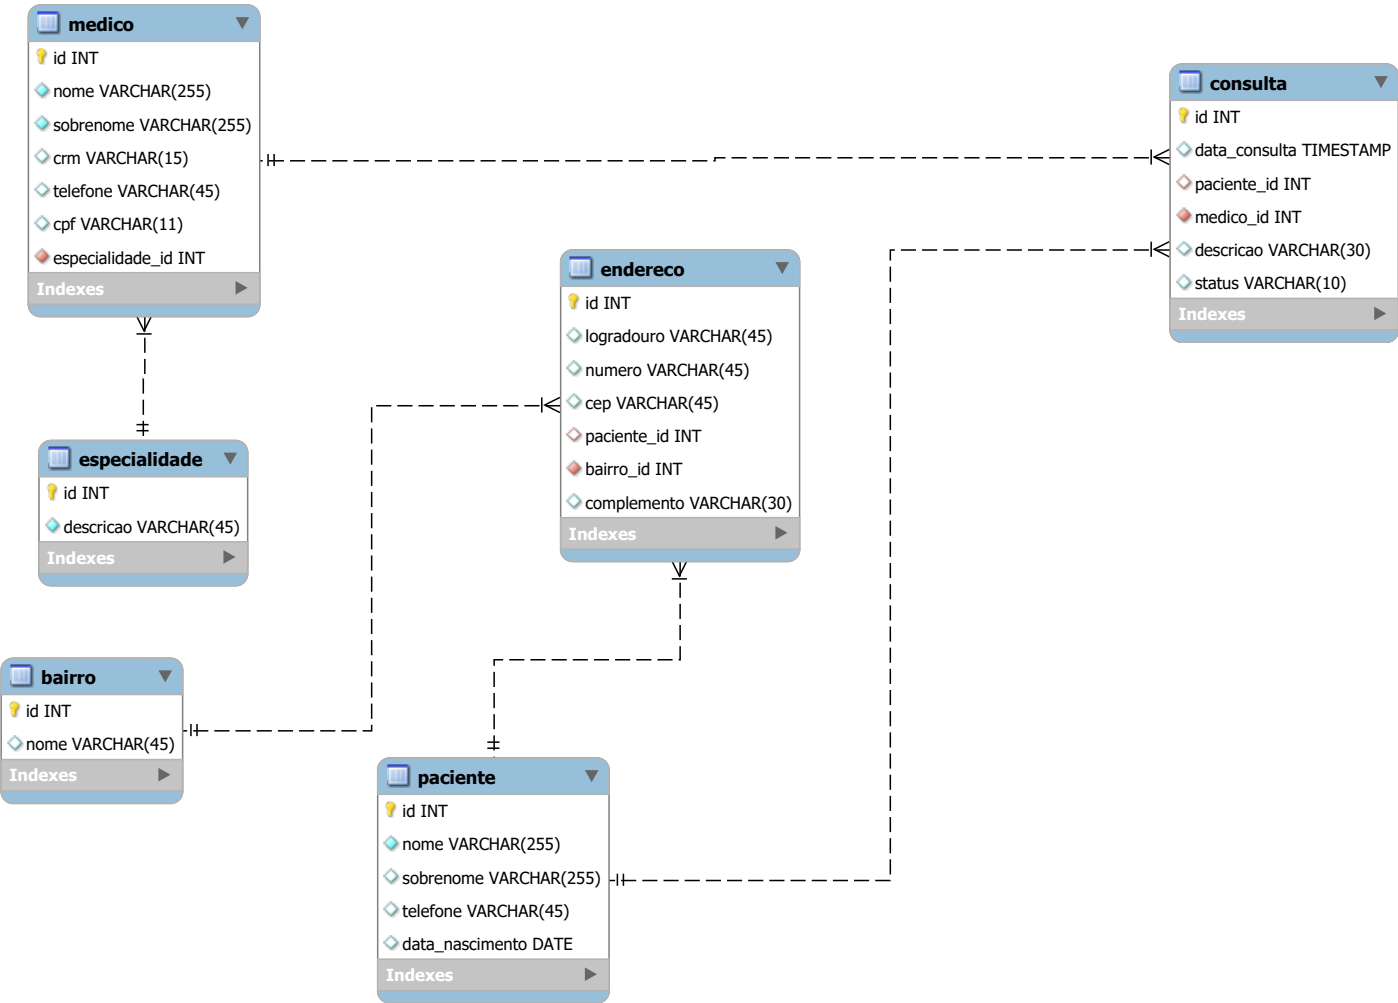 medico
id INT
nome VARCHAR(255)
sobrenome VARCHAR(255)
crm VARCHAR(15)
telefone VARCHAR(45)
cpf VARCHAR(11)
especialidade_id INT
Indexes
consulta
id INT
data_consulta TIMESTAMP
paciente_id INT
medico_id INT
descricao VARCHAR(30)
status VARCHAR(10)
Indexes
endereco
id INT
logradouro VARCHAR(45)
numero VARCHAR(45)
cep VARCHAR(45)
paciente_id INT
bairro_id INT
complemento VARCHAR(30)
Indexes
especialidade
id INT
descricao VARCHAR(45)
Indexes
bairro
id INT
nome VARCHAR(45)
Indexes
paciente
id INT
nome VARCHAR(255)
sobrenome VARCHAR(255)
telefone VARCHAR(45)
data_nascimento DATE
Indexes